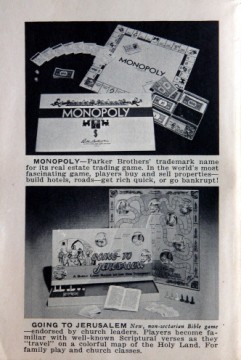 MONOPOLY
MONOPOLY
MONOPOLY—Parker Brothers' trademark name
for its real estate trading game. In the world's most
fascinating game, players buy and sell properties—
build hotels, roads—get rich quick, or go bankrupt!
GOING TO
JERUSALEM
GOING TO JERUSALEM New, non-sectarian Bible game
—endorsed by church leaders. Players become fa-
miliar with well-known Scriptural verses as they
"travel" on a colorful map of the Holy Land. For
family play and church classes.